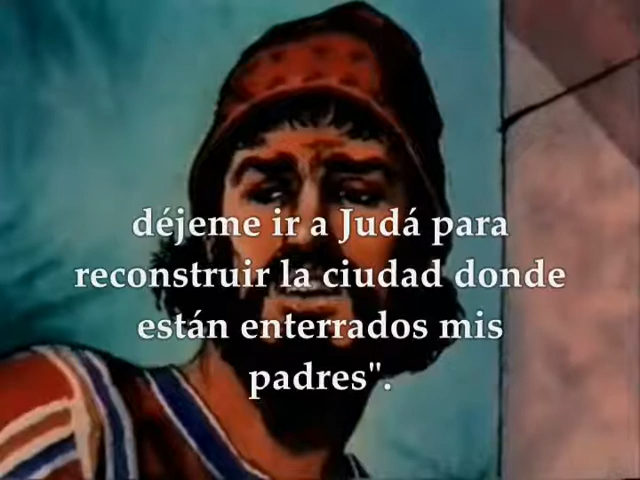 déjeme ir a Judá para
reconstruir la ciudad donde
están enterrados mis
padres".